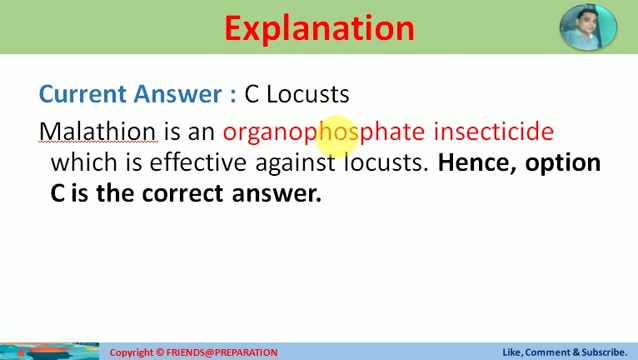 Explanation
Current Answer : C Locusts
Malathion is an organophosphate insecticide
which is effective against locusts. Hence, option
C is the correct answer.
Copyright © FRIENDS@PREPARATION
Like, Comment & Subscribe.